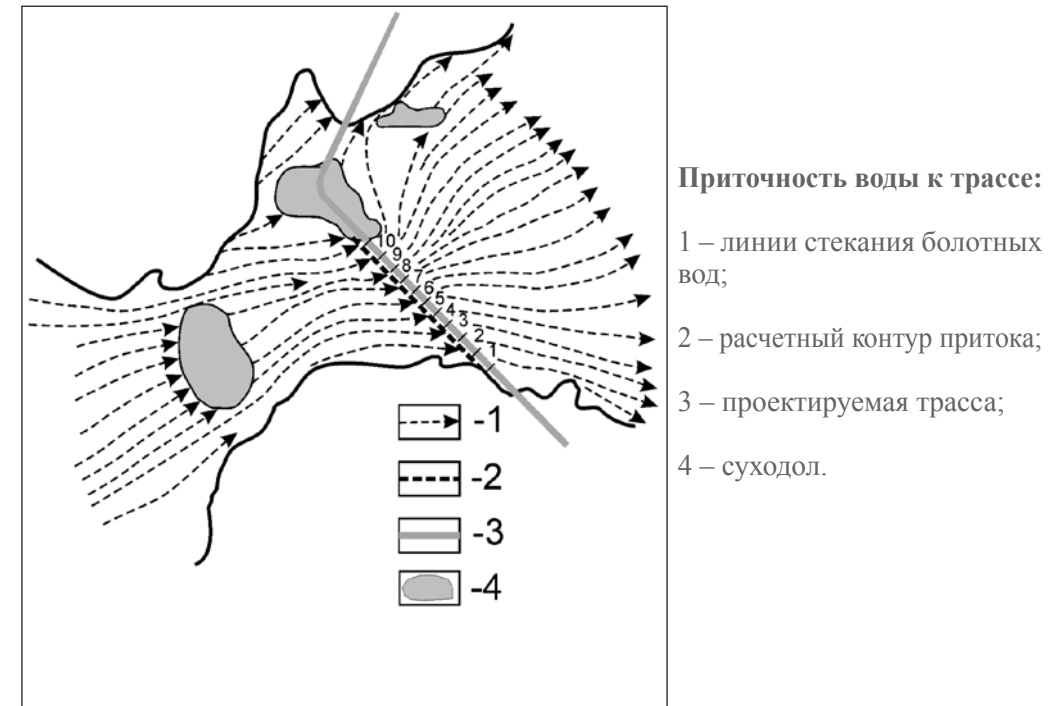 10
9
8
7
6
5
4
3
2
1
-1
-2
-3
-4
Приточность воды к трассе:
1 – линии стекания болотных
вод;
2 – расчетный контур притока;
3 – проектируемая трасса;
4 – суходол.